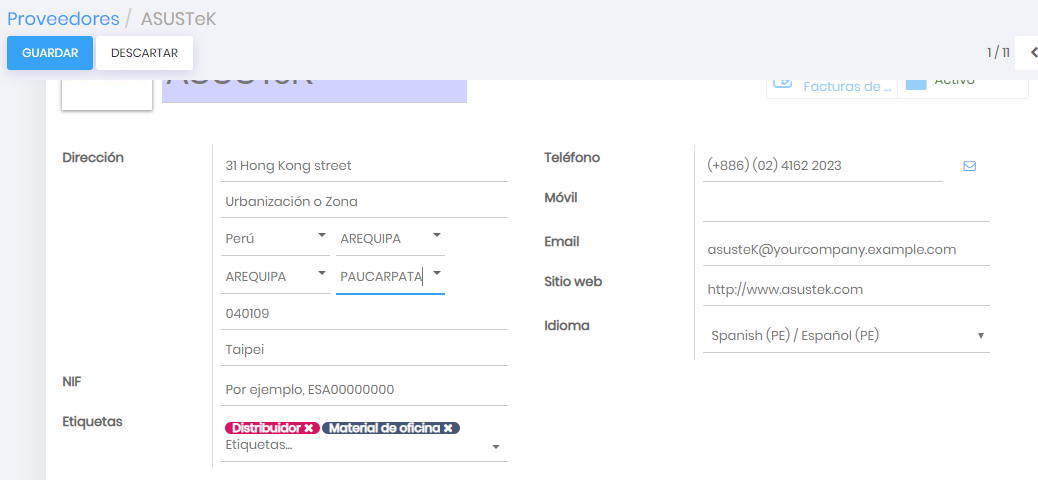 Proveedores / ASUSTeK
GUARDAR DESCARTAR 1 / 11
ASUSTeK
Facturas de ... Activo
Dirección
31 Hong Kong street
Urbanización o Zona
Perú AREQUIPA
AREQUIPA PAUCARPATA
040109
Taipei
NIF Por ejemplo, ESA00000000
Etiquetas Distribuidor ✖ Material de oficina ✖
Etiquetas...
Teléfono (+886) (02) 4162 2023
Móvil
Email asusteK@yourcompany.example.com
Sitio web http://www.asustek.com
Idioma Spanish (PE) / Español (PE)